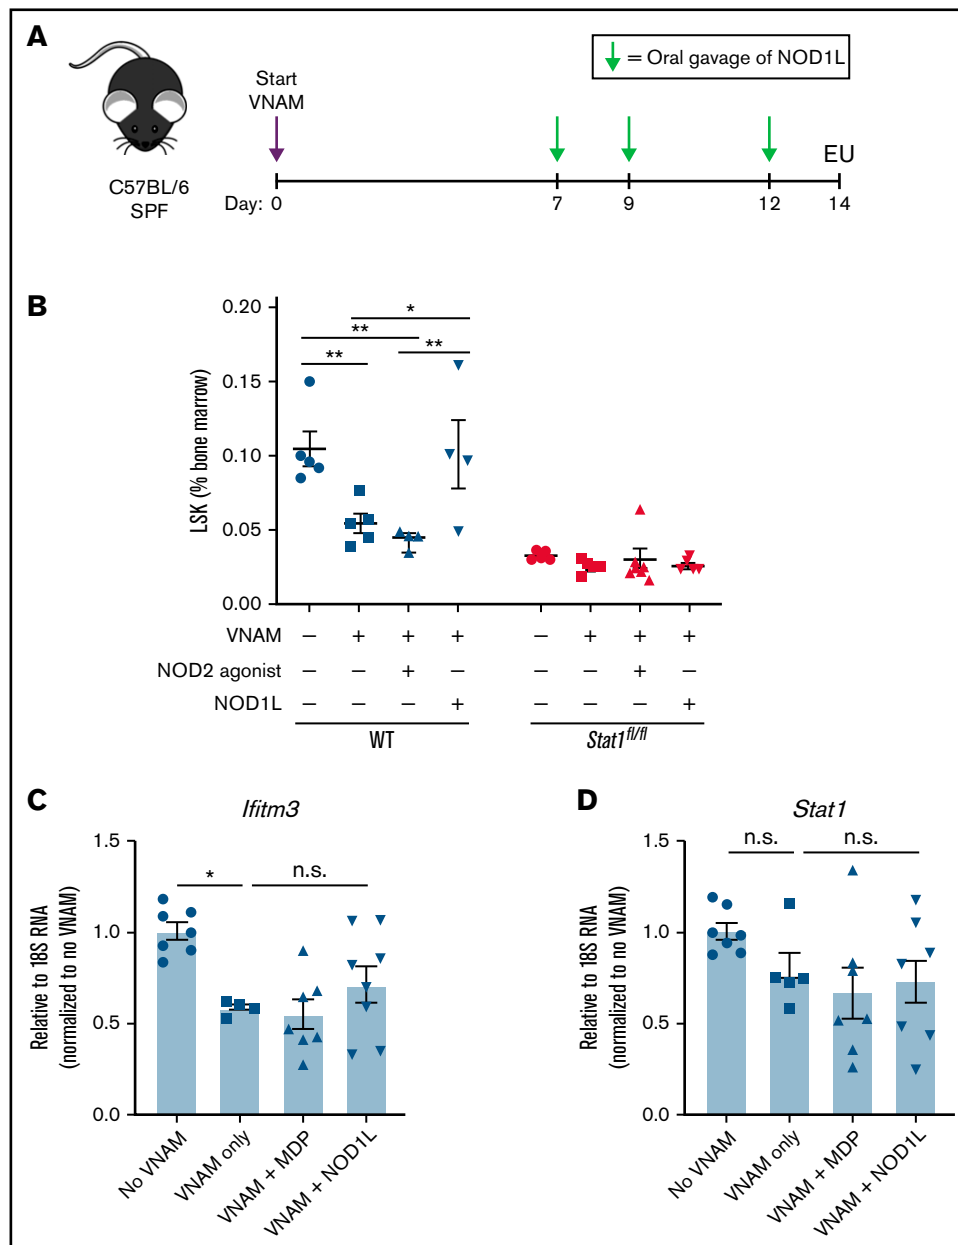 A
Start
VNAM
= Oral gavage of NOD1L
C57BL/6
SPF
EU
Day: 0 7 9 12 14
B
LSK (% bone marrow)
0.20
0.15
0.10
0.05
0.00
*
**
**
**
VNAM – + + + – + + +
NOD2 agonist – – + – – – + –
NOD1L – – – + – – – +
WT Stat1fl/fl
C
Ifitm3
Relative to 18S RNA
(normalized to no VNAM)
1.5
1.0
0.5
0.0
*
n.s.
No VNAM
VNAM only
VNAM + MDP
VNAM + NOD1L
D
Stat1
Relative to 18S RNA
(normalized to no VNAM)
1.5
1.0
0.5
0.0
n.s.
n.s.
No VNAM
VNAM only
VNAM + MDP
VNAM + NOD1L